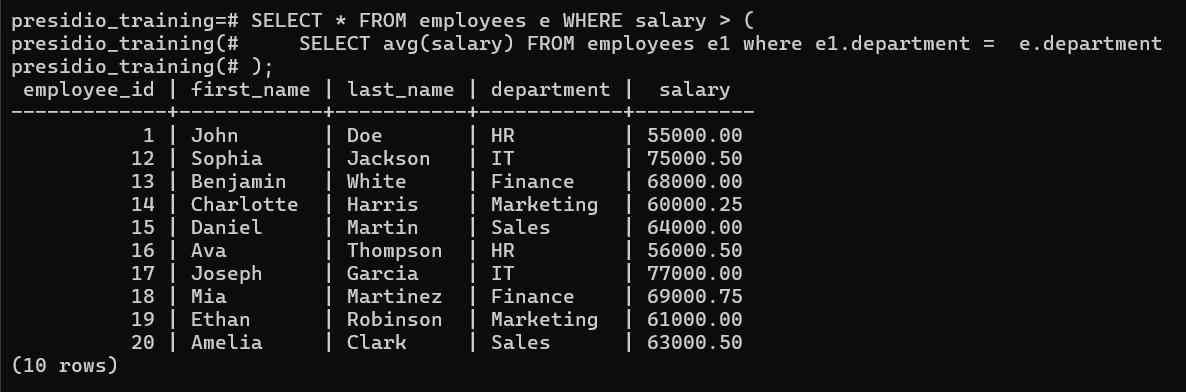 presidio_training=# SELECT * FROM employees e WHERE salary > (
presidio_training(#     SELECT avg(salary) FROM employees e1 where e1.department =  e.department
presidio_training(# );
 employee_id | first_name | last_name | department |  salary
-------------+------------+-----------+------------+----------
           1 | John       | Doe       | HR         | 55000.00
          12 | Sophia     | Jackson   | IT         | 75000.50
          13 | Benjamin   | White     | Finance    | 68000.00
          14 | Charlotte  | Harris    | Marketing  | 60000.25
          15 | Daniel     | Martin    | Sales      | 64000.00
          16 | Ava        | Thompson  | HR         | 56000.50
          17 | Joseph     | Garcia    | IT         | 77000.00
          18 | Mia        | Martinez  | Finance    | 69000.75
          19 | Ethan      | Robinson  | Marketing  | 61000.00
          20 | Amelia     | Clark     | Sales      | 63000.50
(10 rows)